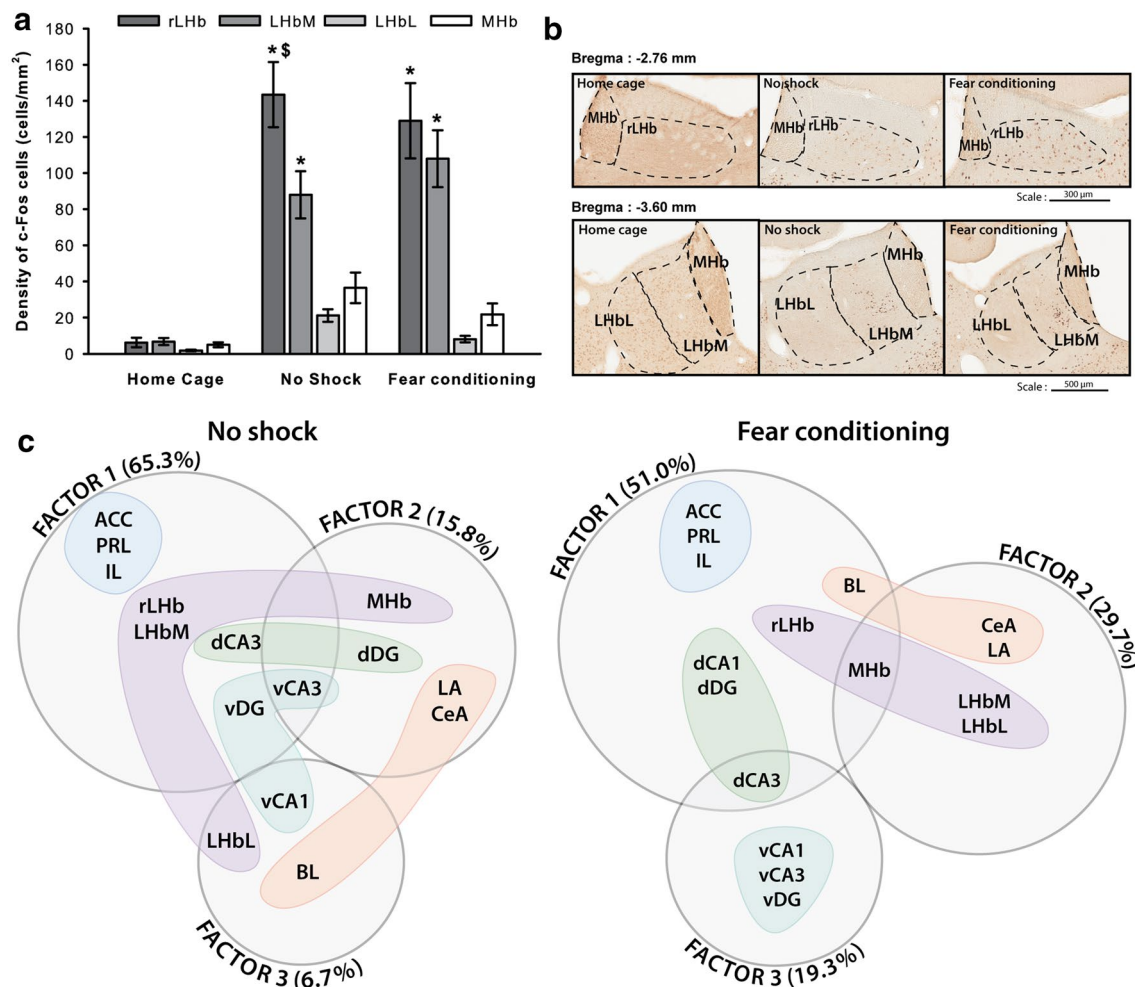 a
rLHb LHbM LHbL MHb
Density of c-Fos cells (cells/mm²)
180
160
140
120
100
80
60
40
20
0
* $
*
*
*
Home Cage No Shock Fear conditioning
b
Bregma : -2.76 mm
Home cage No shock Fear conditioning
MHb rLHb MHb rLHb MHb rLHb
Scale : 300 µm
Bregma : -3.60 mm
Home cage No shock Fear conditioning
MHb MHb MHb
LHbL LHbL LHbL
LHbM LHbM LHbM
Scale : 500 µm
c
No shock
FACTOR 1 (65.3%)
FACTOR 2 (15.8%)
ACC
PRL
IL
rLHb
LHbM
MHb
dCA3 dDG
vCA3
vDG
LA
CeA
vCA1
LHbL
BL
FACTOR 3 (6.7%)
Fear conditioning
FACTOR 1 (51.0%)
FACTOR 2 (29.7%)
ACC
PRL
IL
BL
rLHb
CeA
LA
MHb
dCA1
dDG
LHbM
LHbL
dCA3
vCA1
vCA3
vDG
FACTOR 3 (19.3%)